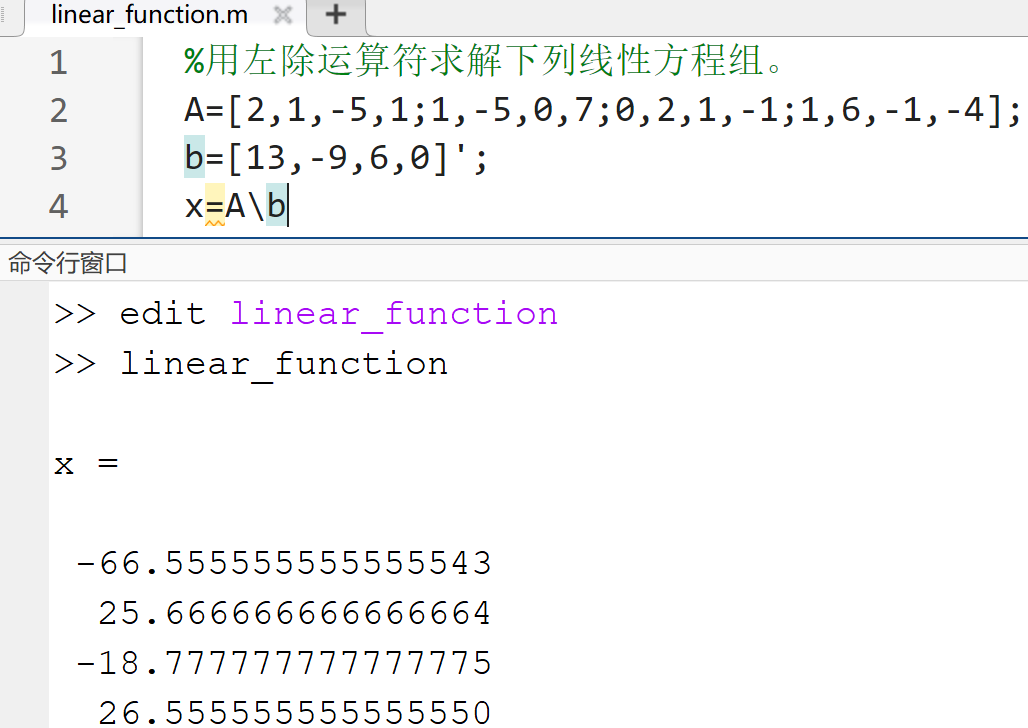 linear_function.m
1 %用左除运算符求解下列线性方程组。
2 A=[2,1,-5,1;1,-5,0,7;0,2,1,-1;1,6,-1,-4];
3 b=[13,-9,6,0]';
4 x=A\b
命令行窗口
>> edit linear_function
>> linear_function
x =
-66.555555555555543
25.666666666666664
-18.777777777777775
26.555555555555550